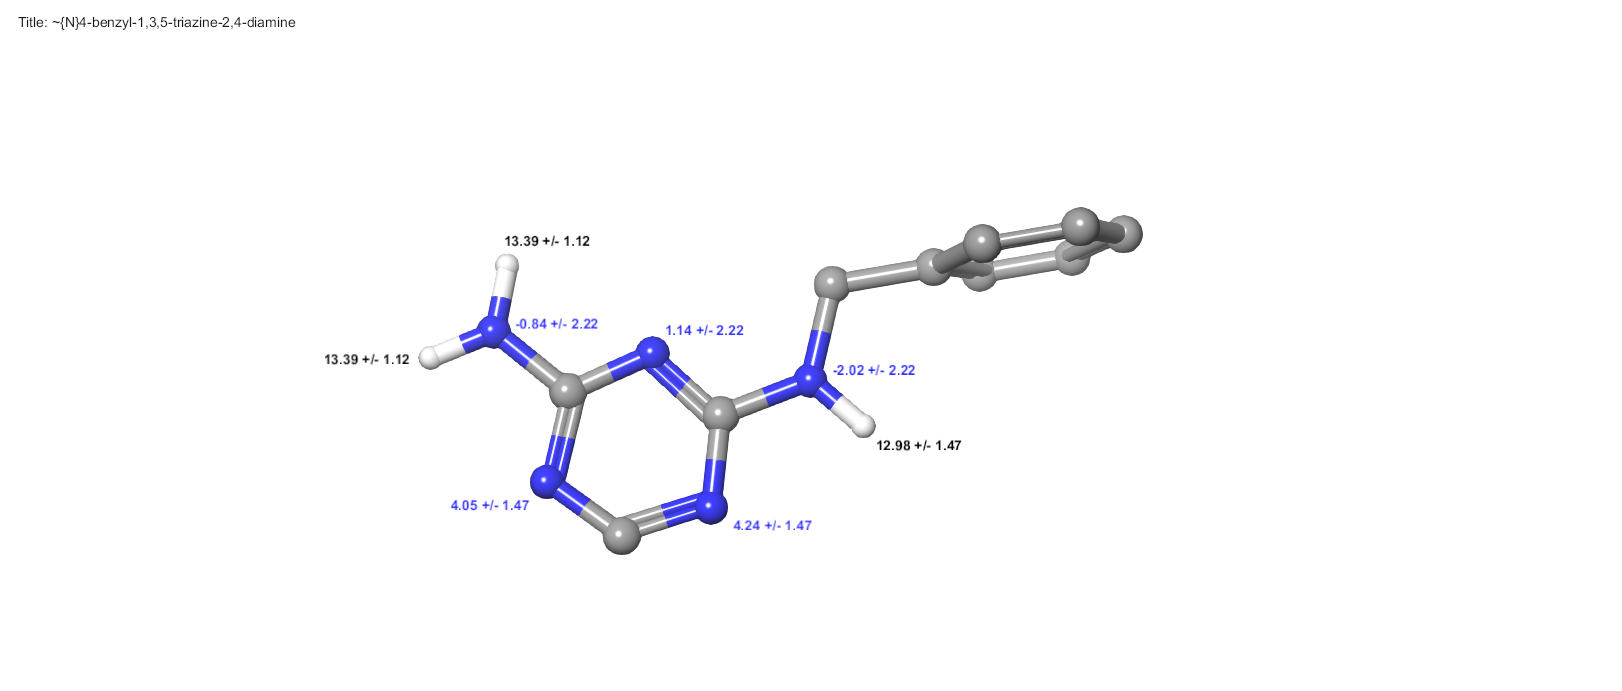 Title: ~{N}4-benzyl-1,3,5-triazine-2,4-diamine
13.39 +/- 1.12
-0.84 +/- 2.22
1.14 +/- 2.22
13.39 +/- 1.12
-2.02 +/- 2.22
12.98 +/- 1.47
4.05 +/- 1.47
4.24 +/- 1.47